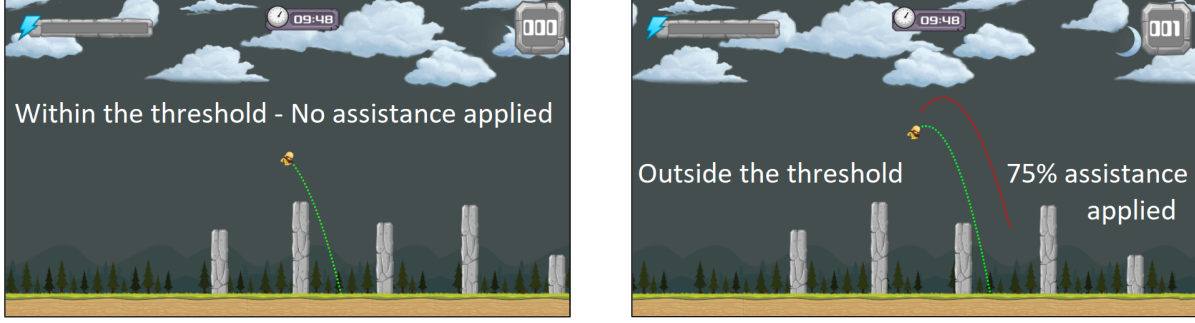 09:48
000
Within the threshold - No assistance applied
09:48
001
Outside the threshold
75% assistance
applied